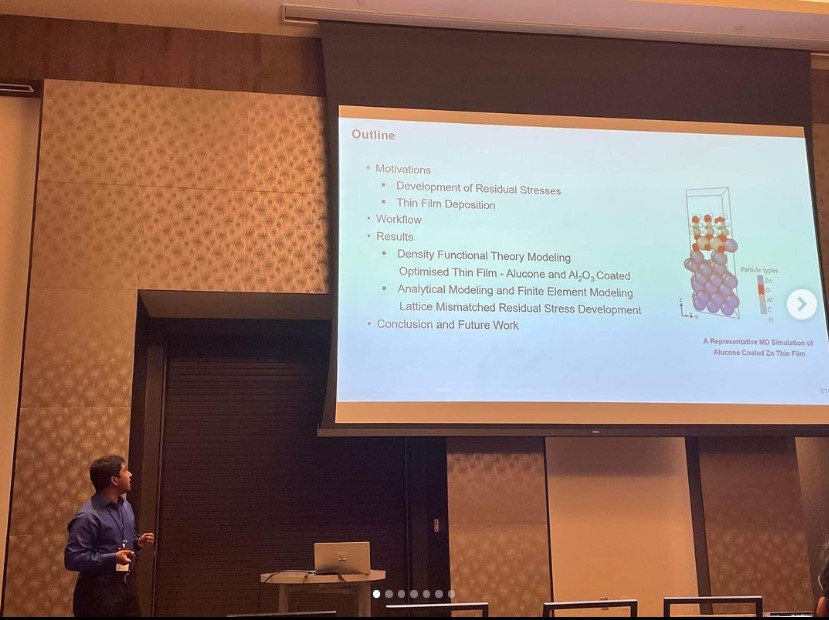 Outline
• Motivations
▪ Development of Residual Stresses
▪ Thin Film Deposition
• Workflow
• Results
▪ Density Functional Theory Modeling
Optimised Thin Film - Alucone and Al₂O₃ Coated
▪ Analytical Modeling and Finite Element Modeling
Lattice Mismatched Residual Stress Development
• Conclusion and Future Work
Particle types
Zn
O
Al
C
H
z
x
A Representative MD Simulation of
Alucone Coated Zn Thin Film